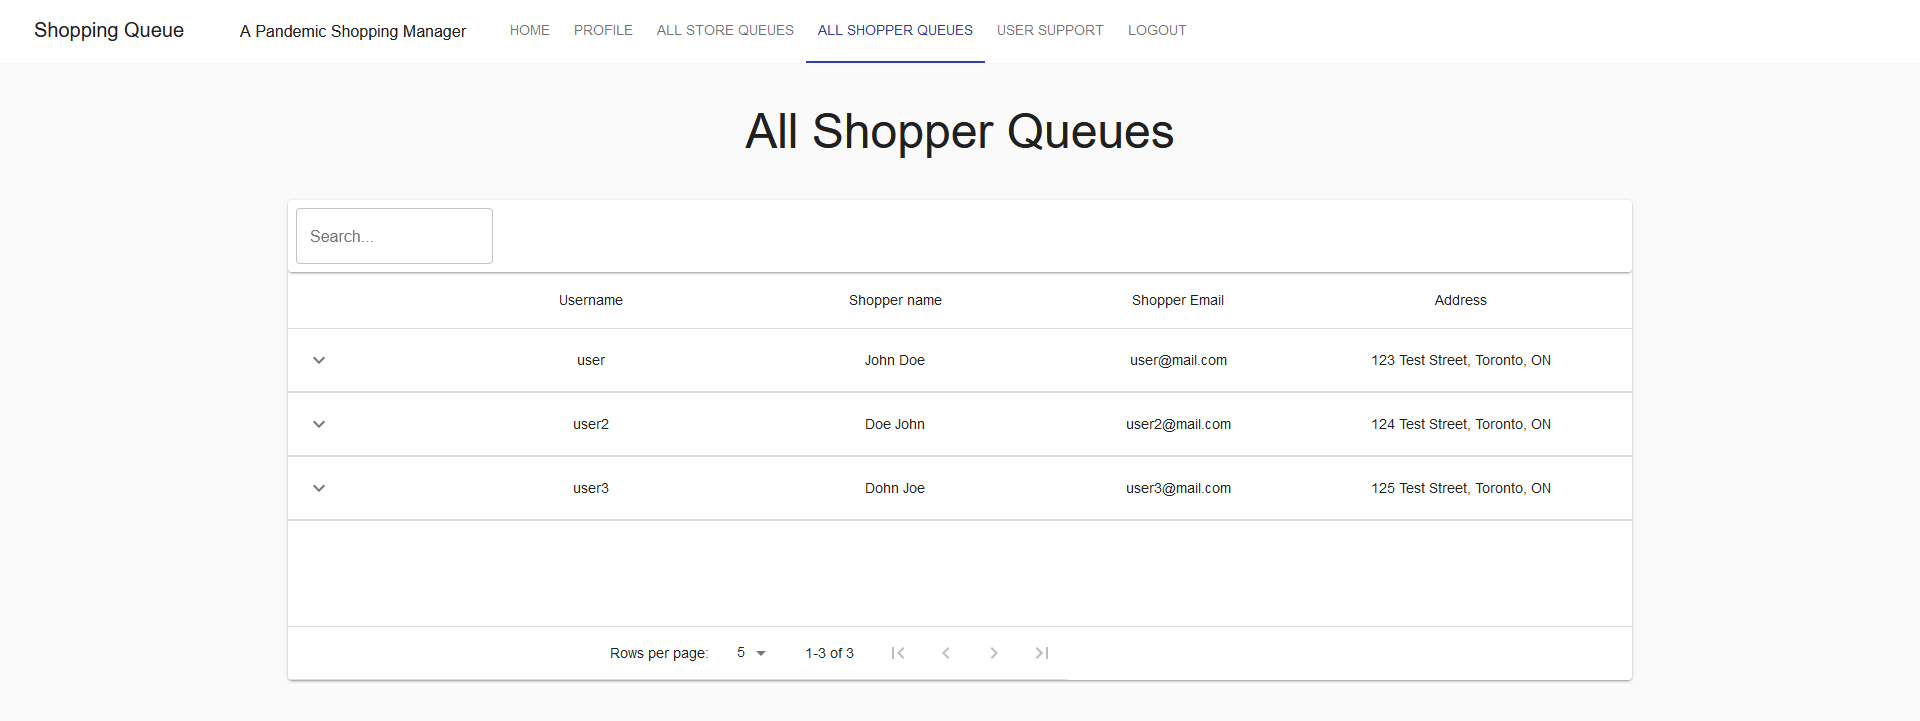 Shopping Queue A Pandemic Shopping Manager HOME PROFILE ALL STORE QUEUES ALL SHOPPER QUEUES USER SUPPORT LOGOUT
All Shopper Queues
Search...
Username Shopper name Shopper Email Address
user John Doe user@mail.com 123 Test Street, Toronto, ON
user2 Doe John user2@mail.com 124 Test Street, Toronto, ON
user3 Dohn Joe user3@mail.com 125 Test Street, Toronto, ON
Rows per page: 5 1-3 of 3